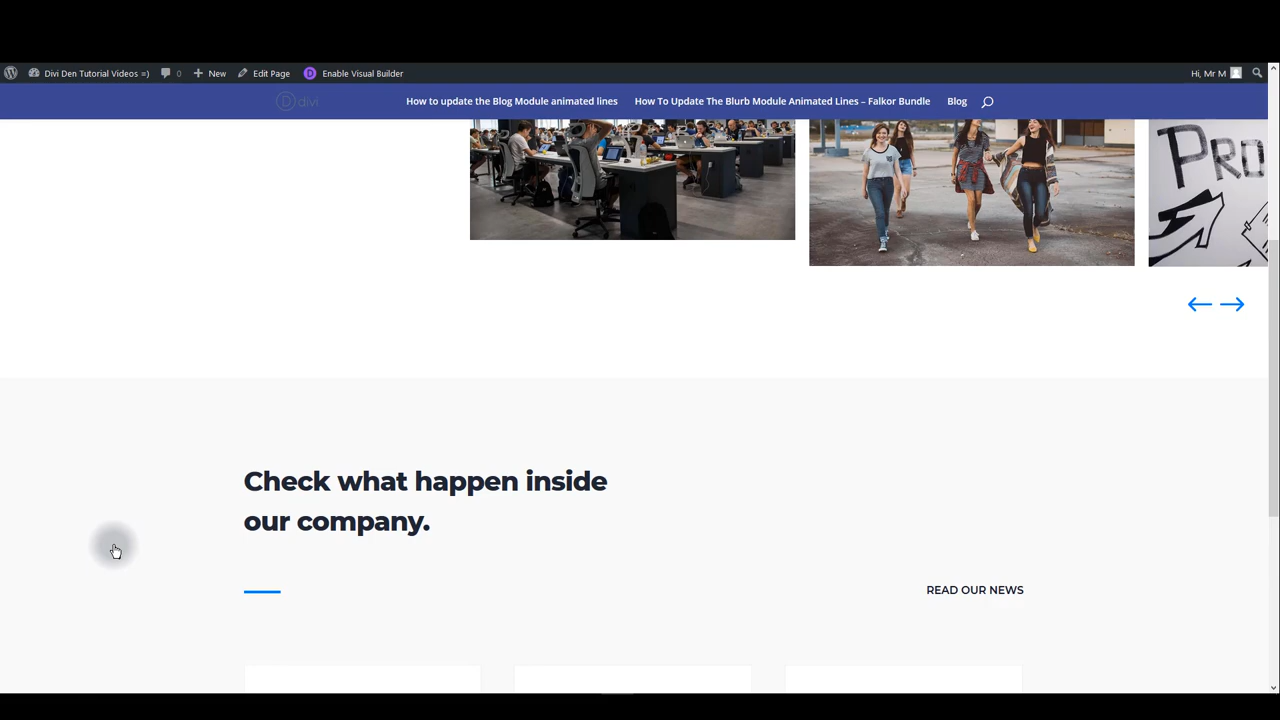 Divi Den Tutorial Videos =) 0 New Edit Page Enable Visual Builder Hi, Mr M
divi How to update the Blog Module animated lines How To Update The Blurb Module Animated Lines – Falkor Bundle Blog
Check what happen inside
our company.
READ OUR NEWS